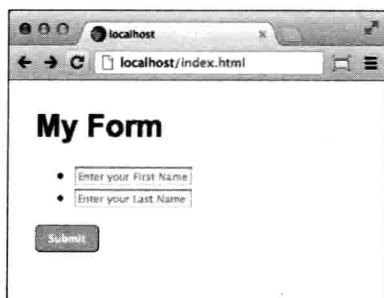 localhost
localhost/index.html
My Form
Enter your First Name
Enter your Last Name
Submit